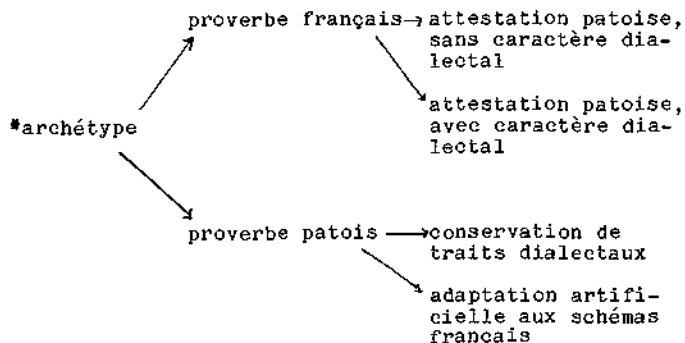 proverbe français → attestation patoise,
sans caractère dia-
lectal
attestation patoise,
avec caractère dia-
lectal
*archétype
proverbe patois → conservation de
traits dialectaux
adaptation artifi-
cielle aux schémas
français